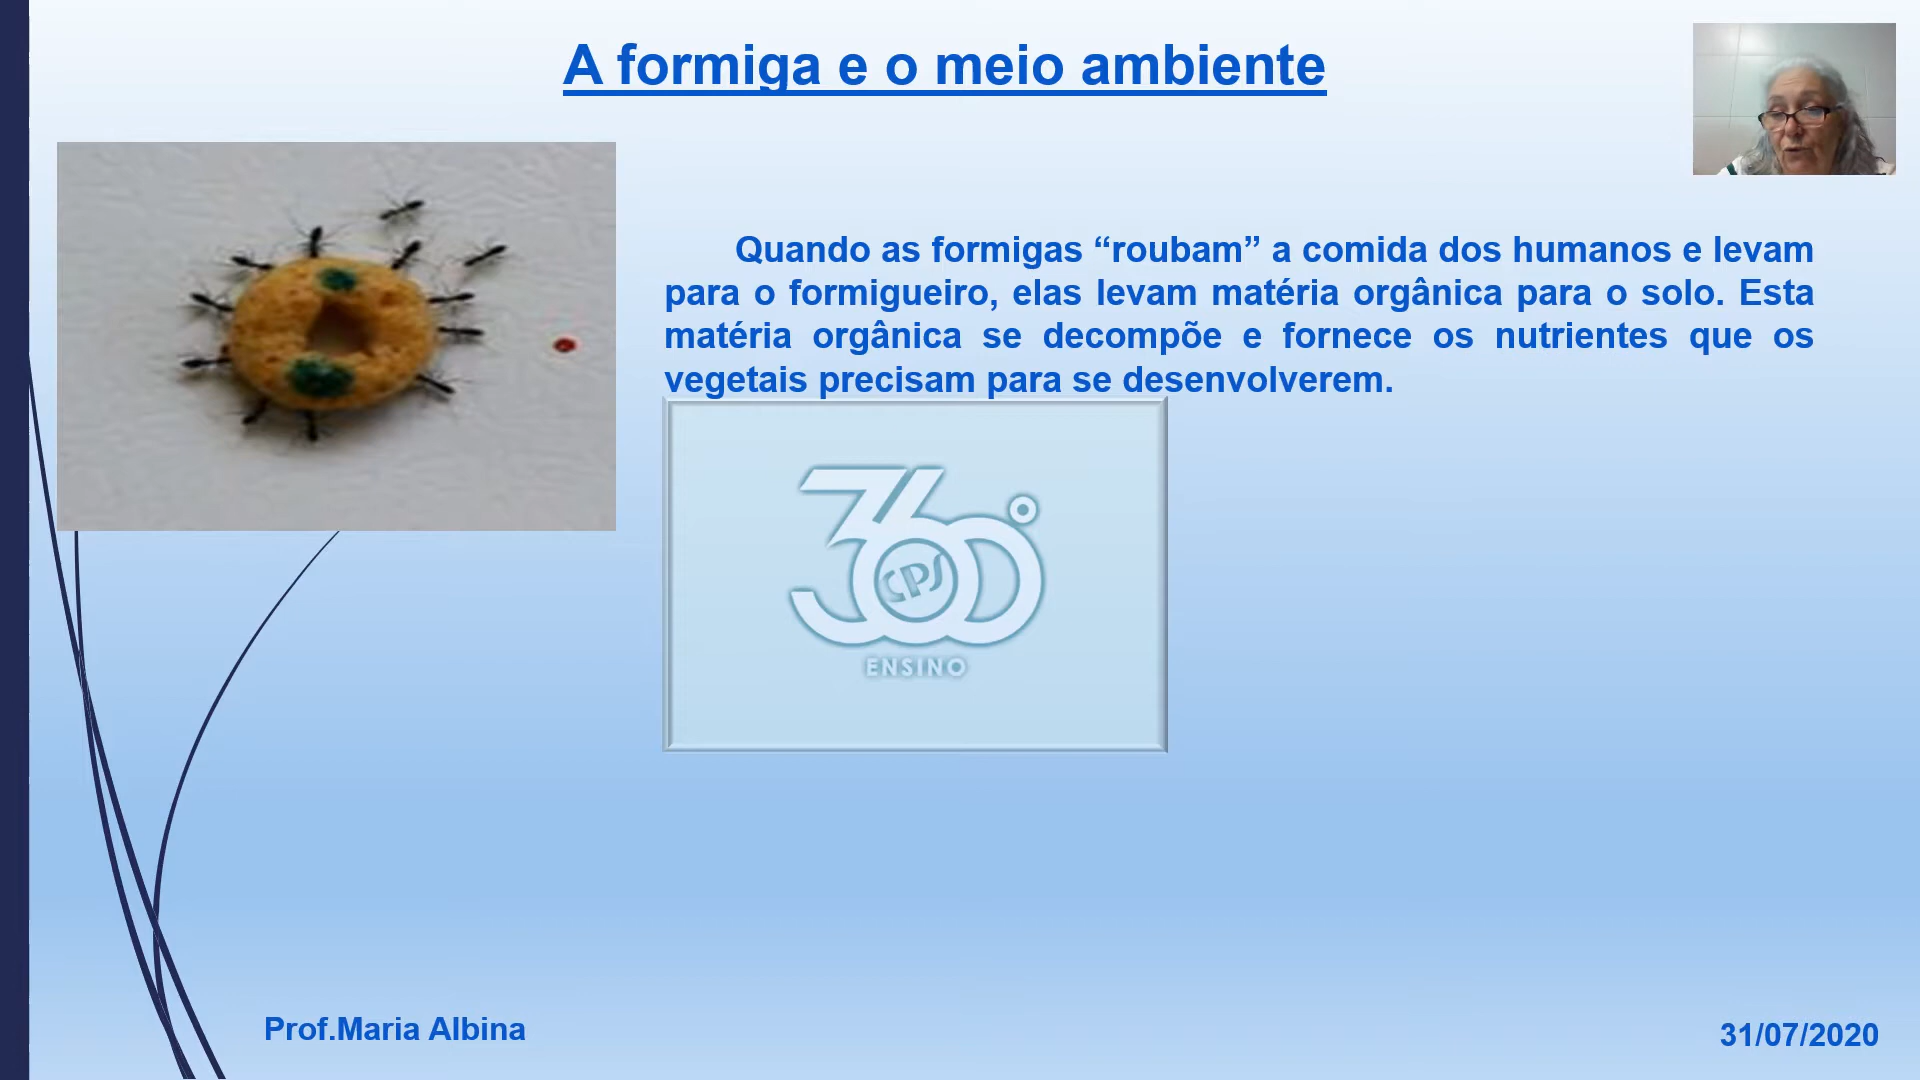 A formiga e o meio ambiente
Quando as formigas “roubam” a comida dos humanos e levam
para o formigueiro, elas levam matéria orgânica para o solo. Esta
matéria orgânica se decompõe e fornece os nutrientes que os
vegetais precisam para se desenvolverem.
360°
CPS
ENSINO
Prof.Maria Albina
31/07/2020